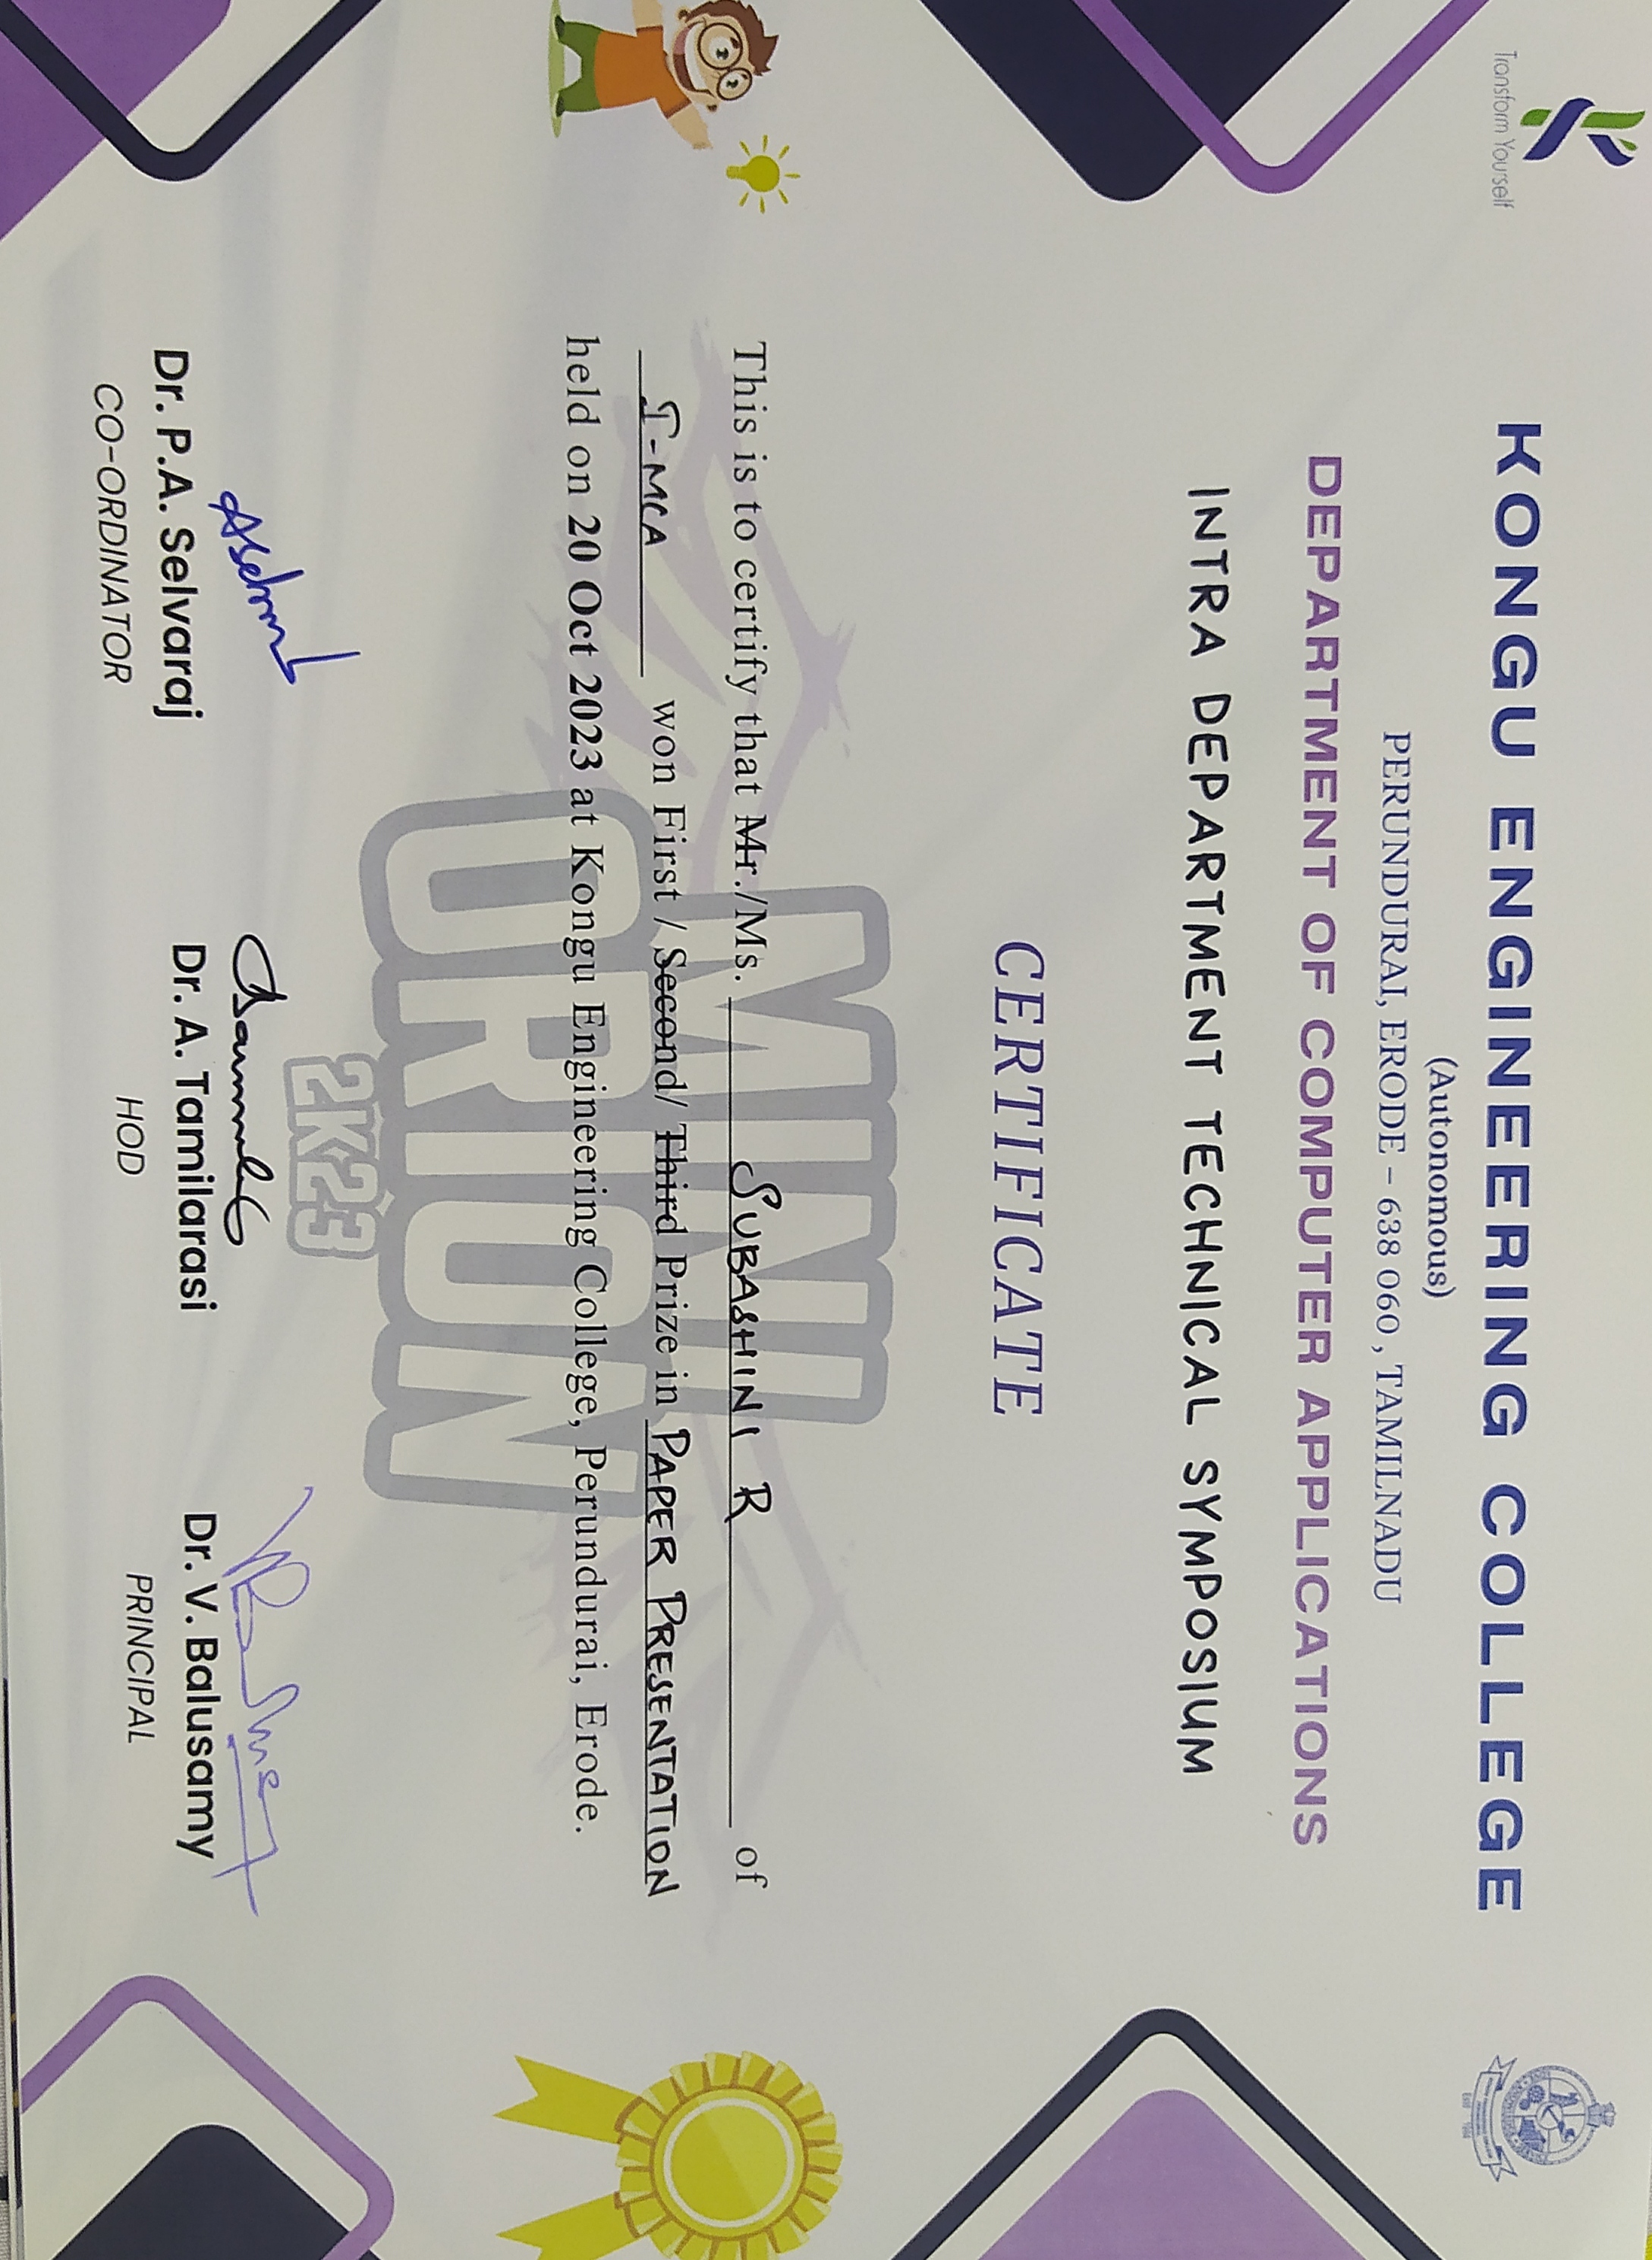 Transform Yourself
KONGU ENGINEERING COLLEGE
(Autonomous)
PERUNDURAI, ERODE – 638 060 , TAMILNADU
DEPARTMENT OF COMPUTER APPLICATIONS
INTRA DEPARTMENT TECHNICAL SYMPOSIUM
CERTIFICATE
MINI
ORION
2K23
This is to certify that Mr./Ms. SUBASHINI R of
I-MCA won First / Second/ Third Prize in PAPER PRESENTATION
held on 20 Oct 2023 at Kongu Engineering College, Perundurai, Erode.
Dr. P.A. Selvaraj
CO-ORDINATOR
Dr. A. Tamilarasi
HOD
Dr. V. Balusamy
PRINCIPAL
Estd 1984